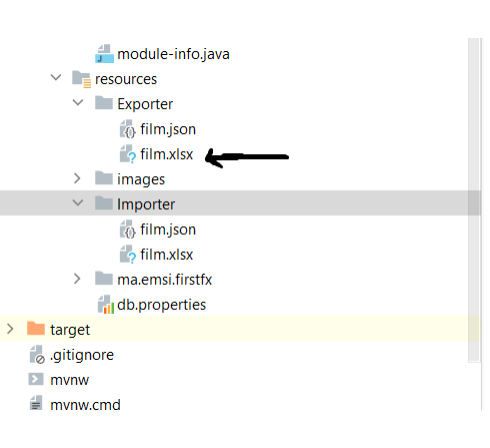 module-info.java
resources
Exporter
film.json
film.xlsx
images
Importer
film.json
film.xlsx
ma.emsi.firstfx
db.properties
target
.gitignore
mvnw
mvnw.cmd